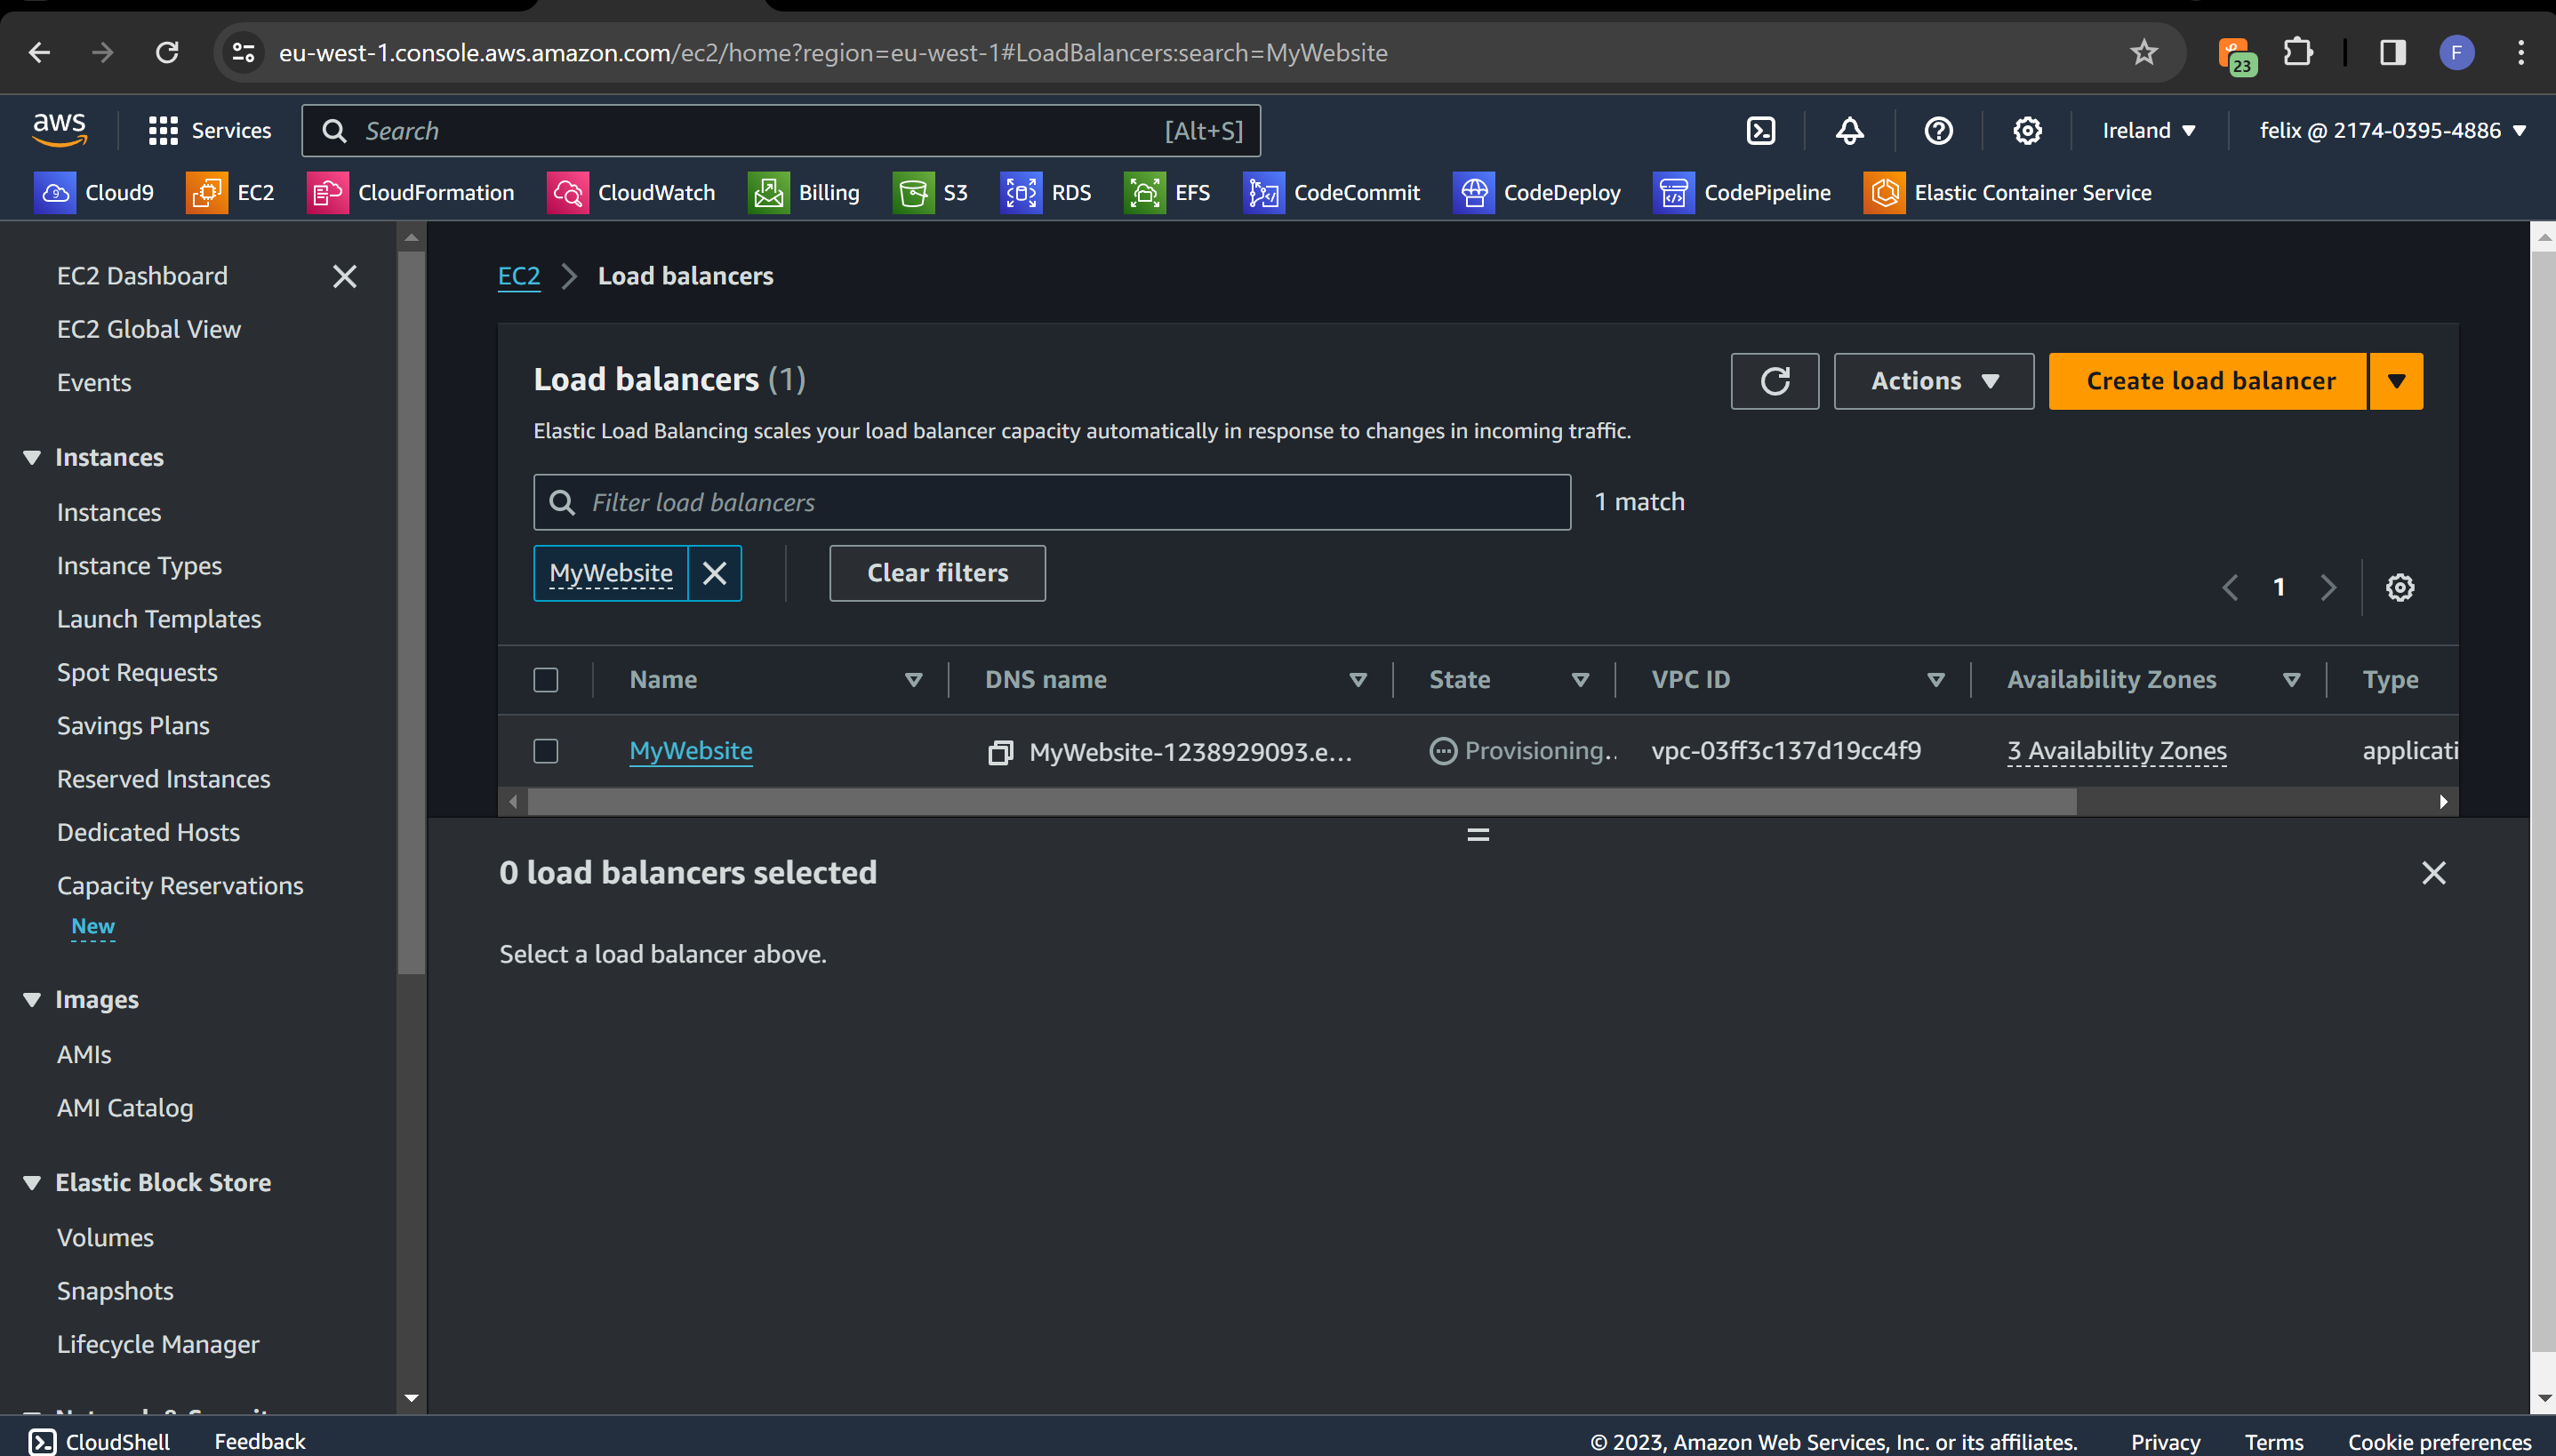 eu-west-1.console.aws.amazon.com/ec2/home?region=eu-west-1#LoadBalancers:search=MyWebsite
23
F
aws
Services
Search
[Alt+S]
Ireland
felix @ 2174-0395-4886
Cloud9
EC2
CloudFormation
CloudWatch
Billing
S3
RDS
EFS
CodeCommit
CodeDeploy
CodePipeline
Elastic Container Service
EC2 Dashboard
EC2 Global View
Events
Instances
Instances
Instance Types
Launch Templates
Spot Requests
Savings Plans
Reserved Instances
Dedicated Hosts
Capacity Reservations
New
Images
AMIs
AMI Catalog
Elastic Block Store
Volumes
Snapshots
Lifecycle Manager
EC2 > Load balancers
Load balancers (1)
Actions
Create load balancer
Elastic Load Balancing scales your load balancer capacity automatically in response to changes in incoming traffic.
Filter load balancers
1 match
MyWebsite
Clear filters
1
Name
DNS name
State
VPC ID
Availability Zones
Type
MyWebsite
MyWebsite-1238929093.e...
Provisioning..
vpc-03ff3c137d19cc4f9
3 Availability Zones
applicati
0 load balancers selected
Select a load balancer above.
CloudShell
Feedback
© 2023, Amazon Web Services, Inc. or its affiliates.
Privacy
Terms
Cookie preferences